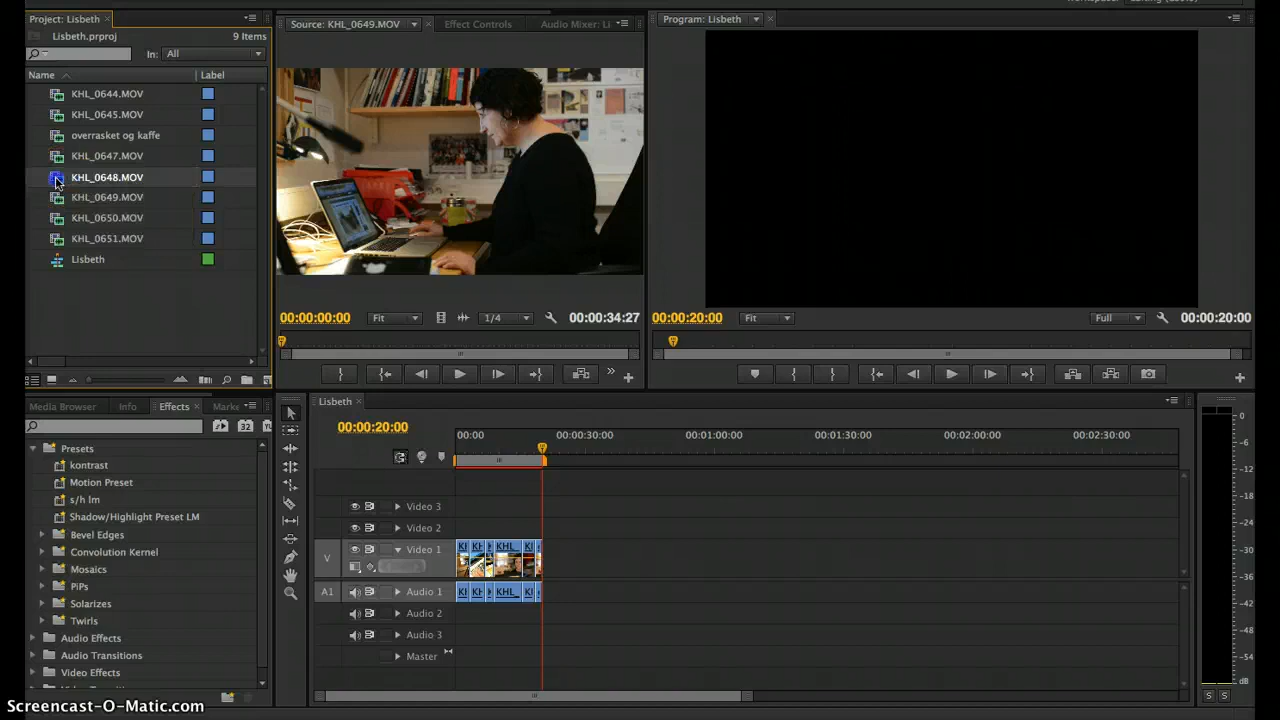 Project: Lisbeth ×
Lisbeth.prproj
9 Items
In: All
Name
Label
KHL_0644.MOV
KHL_0645.MOV
overrasket og kaffe
KHL_0647.MOV
KHL_0648.MOV
KHL_0649.MOV
KHL_0650.MOV
KHL_0651.MOV
Lisbeth
Source: KHL_0649.MOV
Effect Controls
Audio Mixer: Li
00:00:00:00
Fit
1/4
00:00:34:27
Program: Lisbeth
00:00:20:00
Fit
Full
00:00:20:00
Media Browser
Info
Effects ×
Marke
32
Presets
kontrast
Motion Preset
s/h lm
Shadow/Highlight Preset LM
Bevel Edges
Convolution Kernel
Mosaics
PiPs
Solarizes
Twirls
Audio Effects
Audio Transitions
Video Effects
Lisbeth ×
00:00:20:00
00:00
00:00:30:00
00:01:00:00
00:01:30:00
00:02:00:00
00:02:30:00
Video 3
Video 2
V
Video 1
KHL_
A1
Audio 1
KHL_
Audio 2
Audio 3
Master
0
-6
-12
-18
-24
-30
-36
-42
-48
-54
dB
S S
Screencast-O-Matic.com